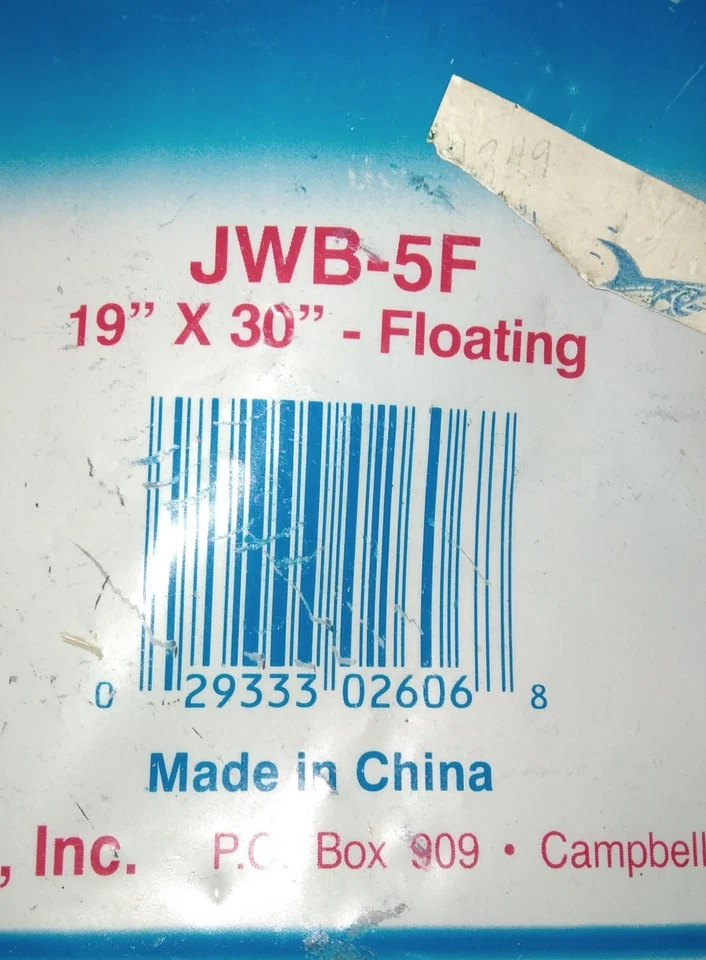 JWB-5F
19” X 30” - Floating
0 29333 02606 8
Made in China
, Inc. P.O. Box 909 • Campbell